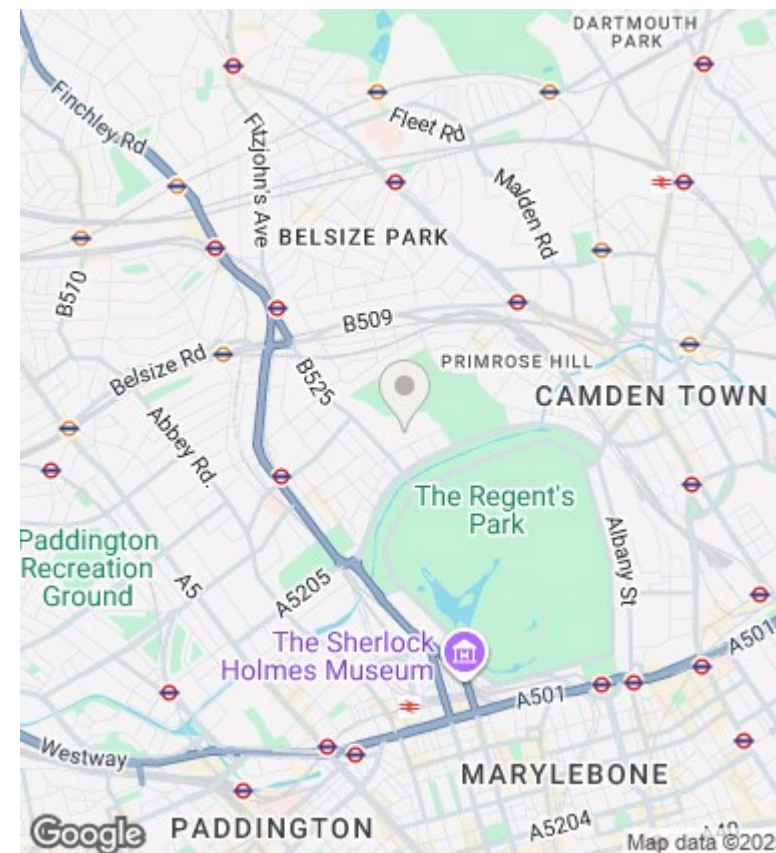 DARTMOUTH
PARK
Finchley Rd
Fitzjohn's Ave
Fleet Rd
Malden Rd
BELSIZE PARK
B570
B509
Belsize Rd
B525
PRIMROSE HILL
CAMDEN TOWN
Abbey Rd.
The Regent's
Park
Albany St
Paddington
Recreation
Ground
A5
A5205
The Sherlock
Holmes Museum
A501
A501
Westway
MARYLEBONE
Google
PADDINGTON
A5204
A40
Map data ©202